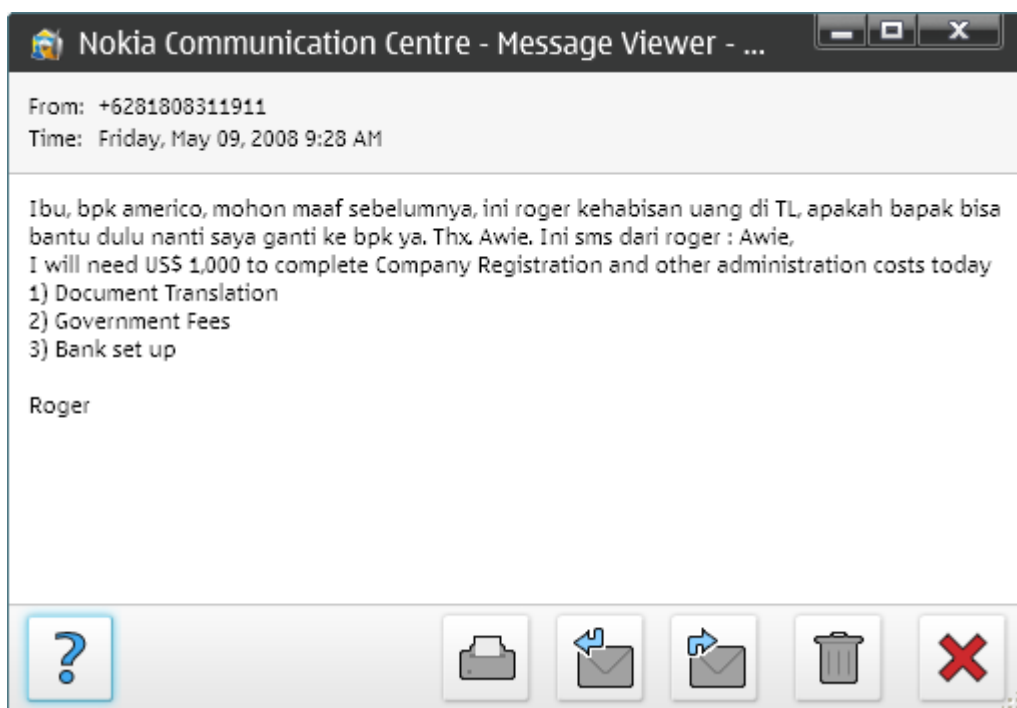 Nokia Communication Centre - Message Viewer - ...
From: +6281808311911
Time: Friday, May 09, 2008 9:28 AM
Ibu, bpk americo, mohon maaf sebelumnya, ini roger kehabisan uang di TL, apakah bapak bisa
bantu dulu nanti saya ganti ke bpk ya. Thx. Awie. Ini sms dari roger : Awie,
I will need US$ 1,000 to complete Company Registration and other administration costs today
1) Document Translation
2) Government Fees
3) Bank set up
Roger